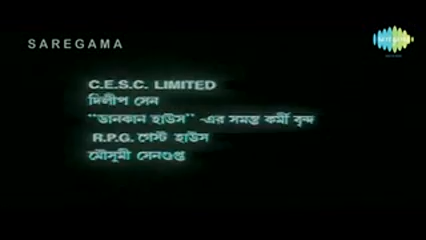 SAREGAMA
C.E.S.C. LIMITED
দিলীপ সেন
“ডানকান হাউস” -এর সমস্ত কর্মী বৃন্দ
R.P.G. গেস্ট হাউস
মৌসুমী সেনগুপ্ত